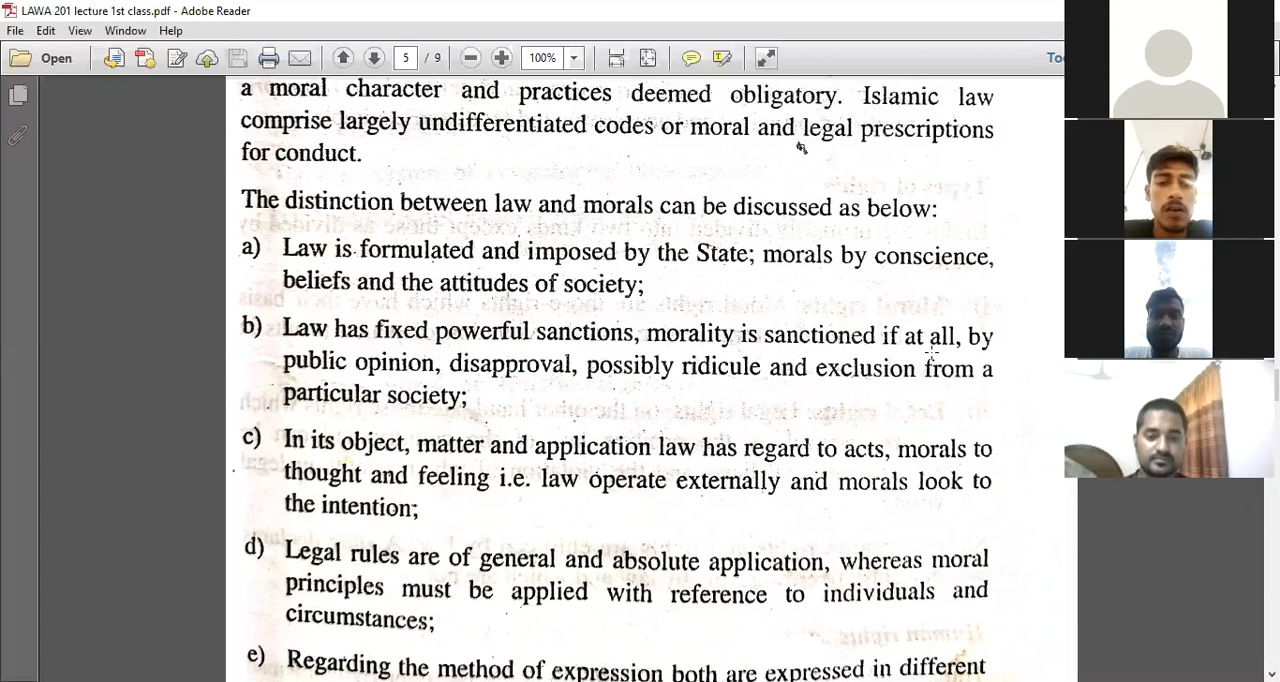 LAWA 201 lecture 1st class.pdf - Adobe Reader
File Edit View Window Help
Open 5 / 9 100%
a moral character and practices deemed obligatory. Islamic law
comprise largely undifferentiated codes or moral and legal prescriptions
for conduct.
The distinction between law and morals can be discussed as below:
a) Law is formulated and imposed by the State; morals by conscience,
beliefs and the attitudes of society;
b) Law has fixed powerful sanctions, morality is sanctioned if at all, by
public opinion, disapproval, possibly ridicule and exclusion from a
particular society;
c) In its object, matter and application law has regard to acts, morals to
thought and feeling i.e. law operate externally and morals look to
the intention;
d) Legal rules are of general and absolute application, whereas moral
principles must be applied with reference to individuals and
circumstances;
e) Regarding the method of expression both are expressed in different